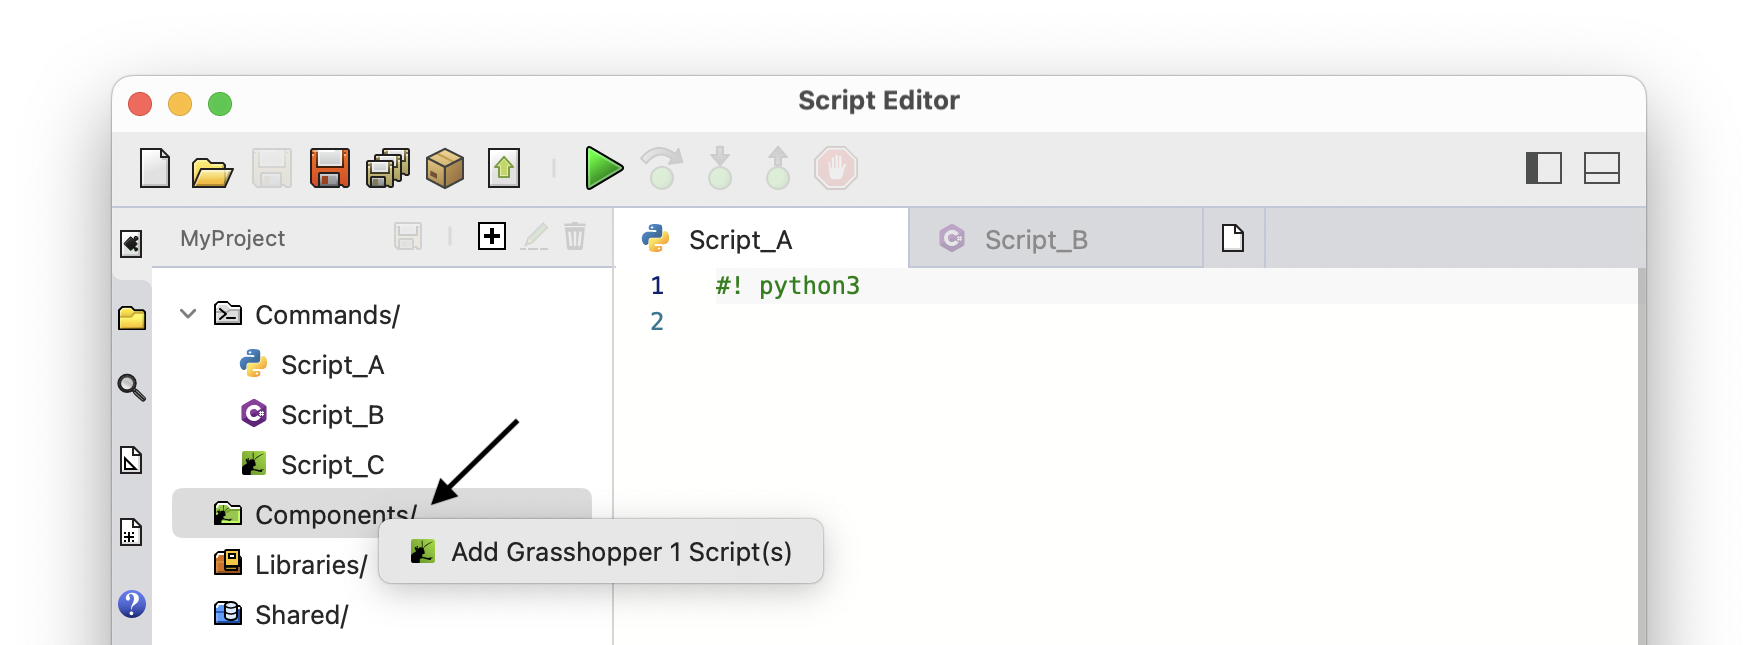 Script Editor
MyProject
Script_A
Script_B
1 #! python3
2
Commands/
Script_A
Script_B
Script_C
Components/
Add Grasshopper 1 Script(s)
Libraries/
Shared/